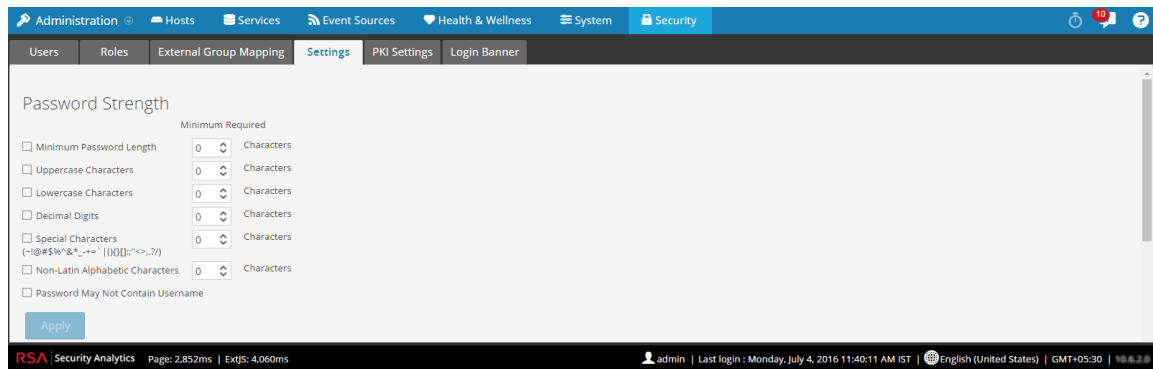 Administration Hosts Services Event Sources Health & Wellness System Security 10 ?
Users Roles External Group Mapping Settings PKI Settings Login Banner
Password Strength
Minimum Required
Minimum Password Length 0 Characters
Uppercase Characters 0 Characters
Lowercase Characters 0 Characters
Decimal Digits 0 Characters
Special Characters 0 Characters
(~!@#$%^&*_-+=`|(){}[]:;"<>,.?/)
Non-Latin Alphabetic Characters 0 Characters
Password May Not Contain Username
Apply
RSA Security Analytics Page: 2,852ms | ExtJS: 4,060ms admin | Last login : Monday, July 4, 2016 11:40:11 AM IST | English (United States) | GMT+05:30 |